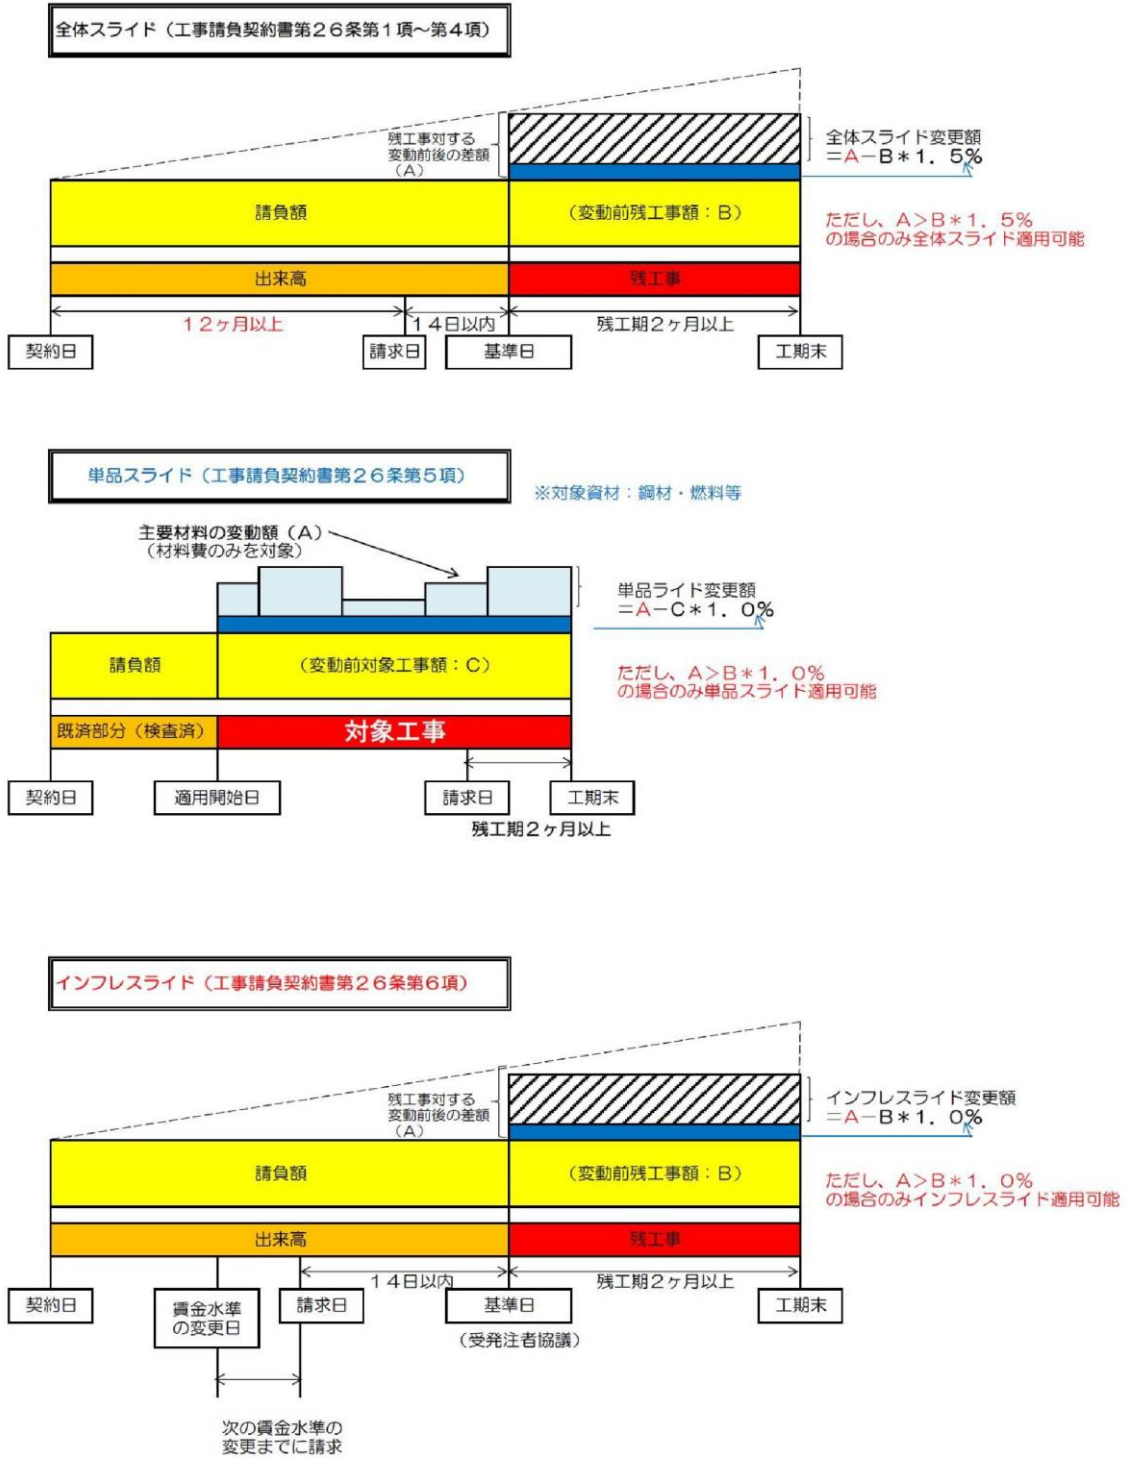 全体スライド(工事請負契約書第26条第1項～第4項)
残工事対する
変動前後の差額
(A)
全体スライド変更額
=A-B*1.5%
請負額
(変動前残工事額:B)
ただし、A>B*1.5%
の場合のみ全体スライド適用可能
出来高
残工事
12ヶ月以上
14日以内
残工期2ヶ月以上
契約日
請求日
基準日
工期末
単品スライド(工事請負契約書第26条第5項)
※対象資材:鋼材・燃料等
主要材料の変動額(A)
(材料費のみを対象)
単品ライド変更額
=A-C*1.0%
請負額
(変動前対象工事額:C)
ただし、A>B*1.0%
の場合のみ単品スライド適用可能
既済部分(検査済)
対象工事
契約日
適用開始日
請求日
工期末
残工期2ヶ月以上
インフレスライド(工事請負契約書第26条第6項)
残工事対する
変動前後の差額
(A)
インフレスライド変更額
=A-B*1.0%
請負額
(変動前残工事額:B)
ただし、A>B*1.0%
の場合のみインフレスライド適用可能
出来高
残工事
14日以内
残工期2ヶ月以上
契約日
賃金水準
の変更日
請求日
基準日
工期末
(受発注者協議)
次の賃金水準の
変更までに請求